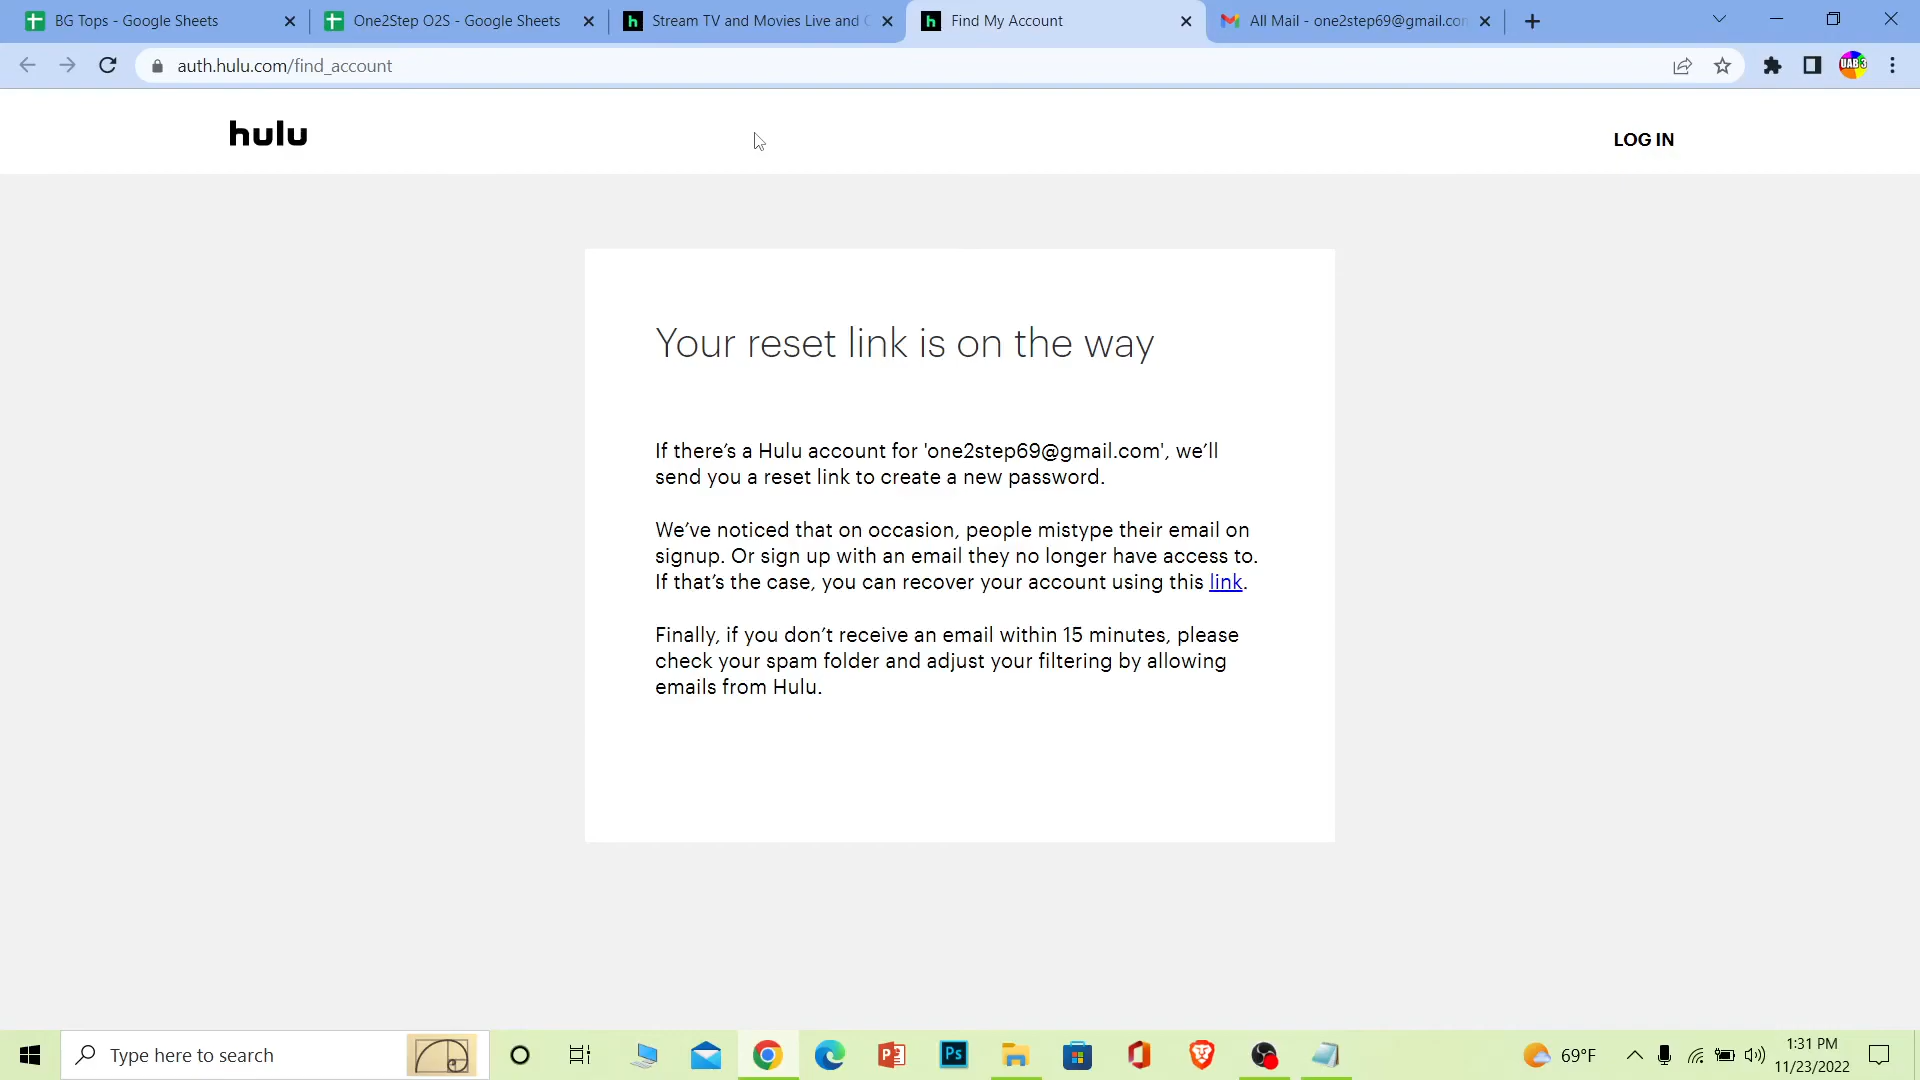 BG Tops - Google Sheets
One2Step O2S - Google Sheets
Stream TV and Movies Live and
Find My Account
All Mail - one2step69@gmail.co
auth.hulu.com/find_account
UAB 3
hulu
LOG IN
Your reset link is on the way
If there’s a Hulu account for 'one2step69@gmail.com', we’ll
send you a reset link to create a new password.
We’ve noticed that on occasion, people mistype their email on
signup. Or sign up with an email they no longer have access to.
If that’s the case, you can recover your account using this link.
Finally, if you don’t receive an email within 15 minutes, please
check your spam folder and adjust your filtering by allowing
emails from Hulu.
Type here to search
Ps
69°F
1:31 PM
11/23/2022